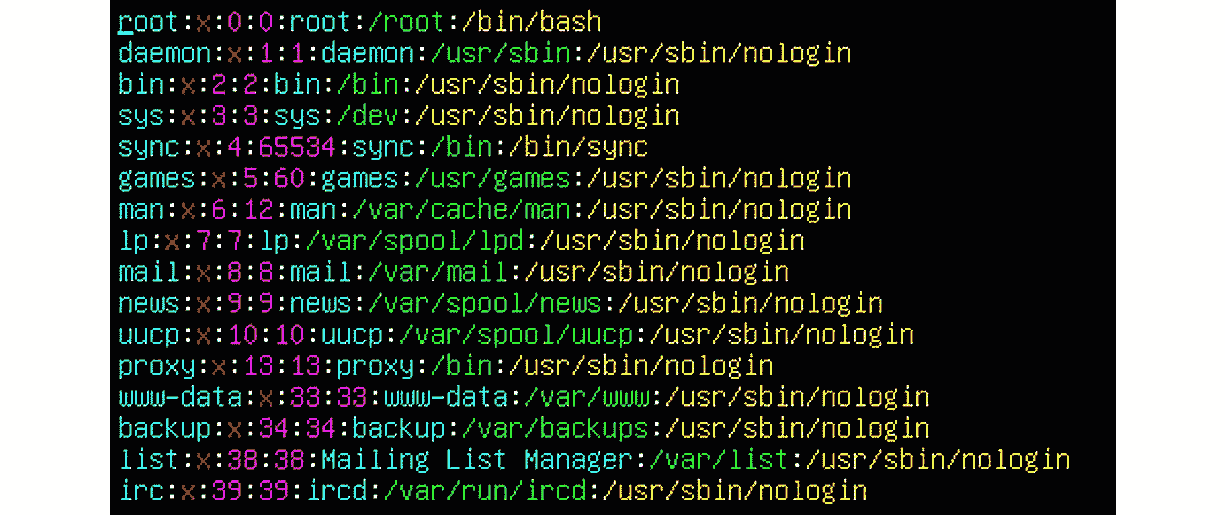 root:x:0:0:root:/root:/bin/bash
daemon:x:1:1:daemon:/usr/sbin:/usr/sbin/nologin
bin:x:2:2:bin:/bin:/usr/sbin/nologin
sys:x:3:3:sys:/dev:/usr/sbin/nologin
sync:x:4:65534:sync:/bin:/bin/sync
games:x:5:60:games:/usr/games:/usr/sbin/nologin
man:x:6:12:man:/var/cache/man:/usr/sbin/nologin
lp:x:7:7:lp:/var/spool/lpd:/usr/sbin/nologin
mail:x:8:8:mail:/var/mail:/usr/sbin/nologin
news:x:9:9:news:/var/spool/news:/usr/sbin/nologin
uucp:x:10:10:uucp:/var/spool/uucp:/usr/sbin/nologin
proxy:x:13:13:proxy:/bin:/usr/sbin/nologin
www-data:x:33:33:www-data:/var/www:/usr/sbin/nologin
backup:x:34:34:backup:/var/backups:/usr/sbin/nologin
list:x:38:38:Mailing List Manager:/var/list:/usr/sbin/nologin
irc:x:39:39:ircd:/var/run/ircd:/usr/sbin/nologin